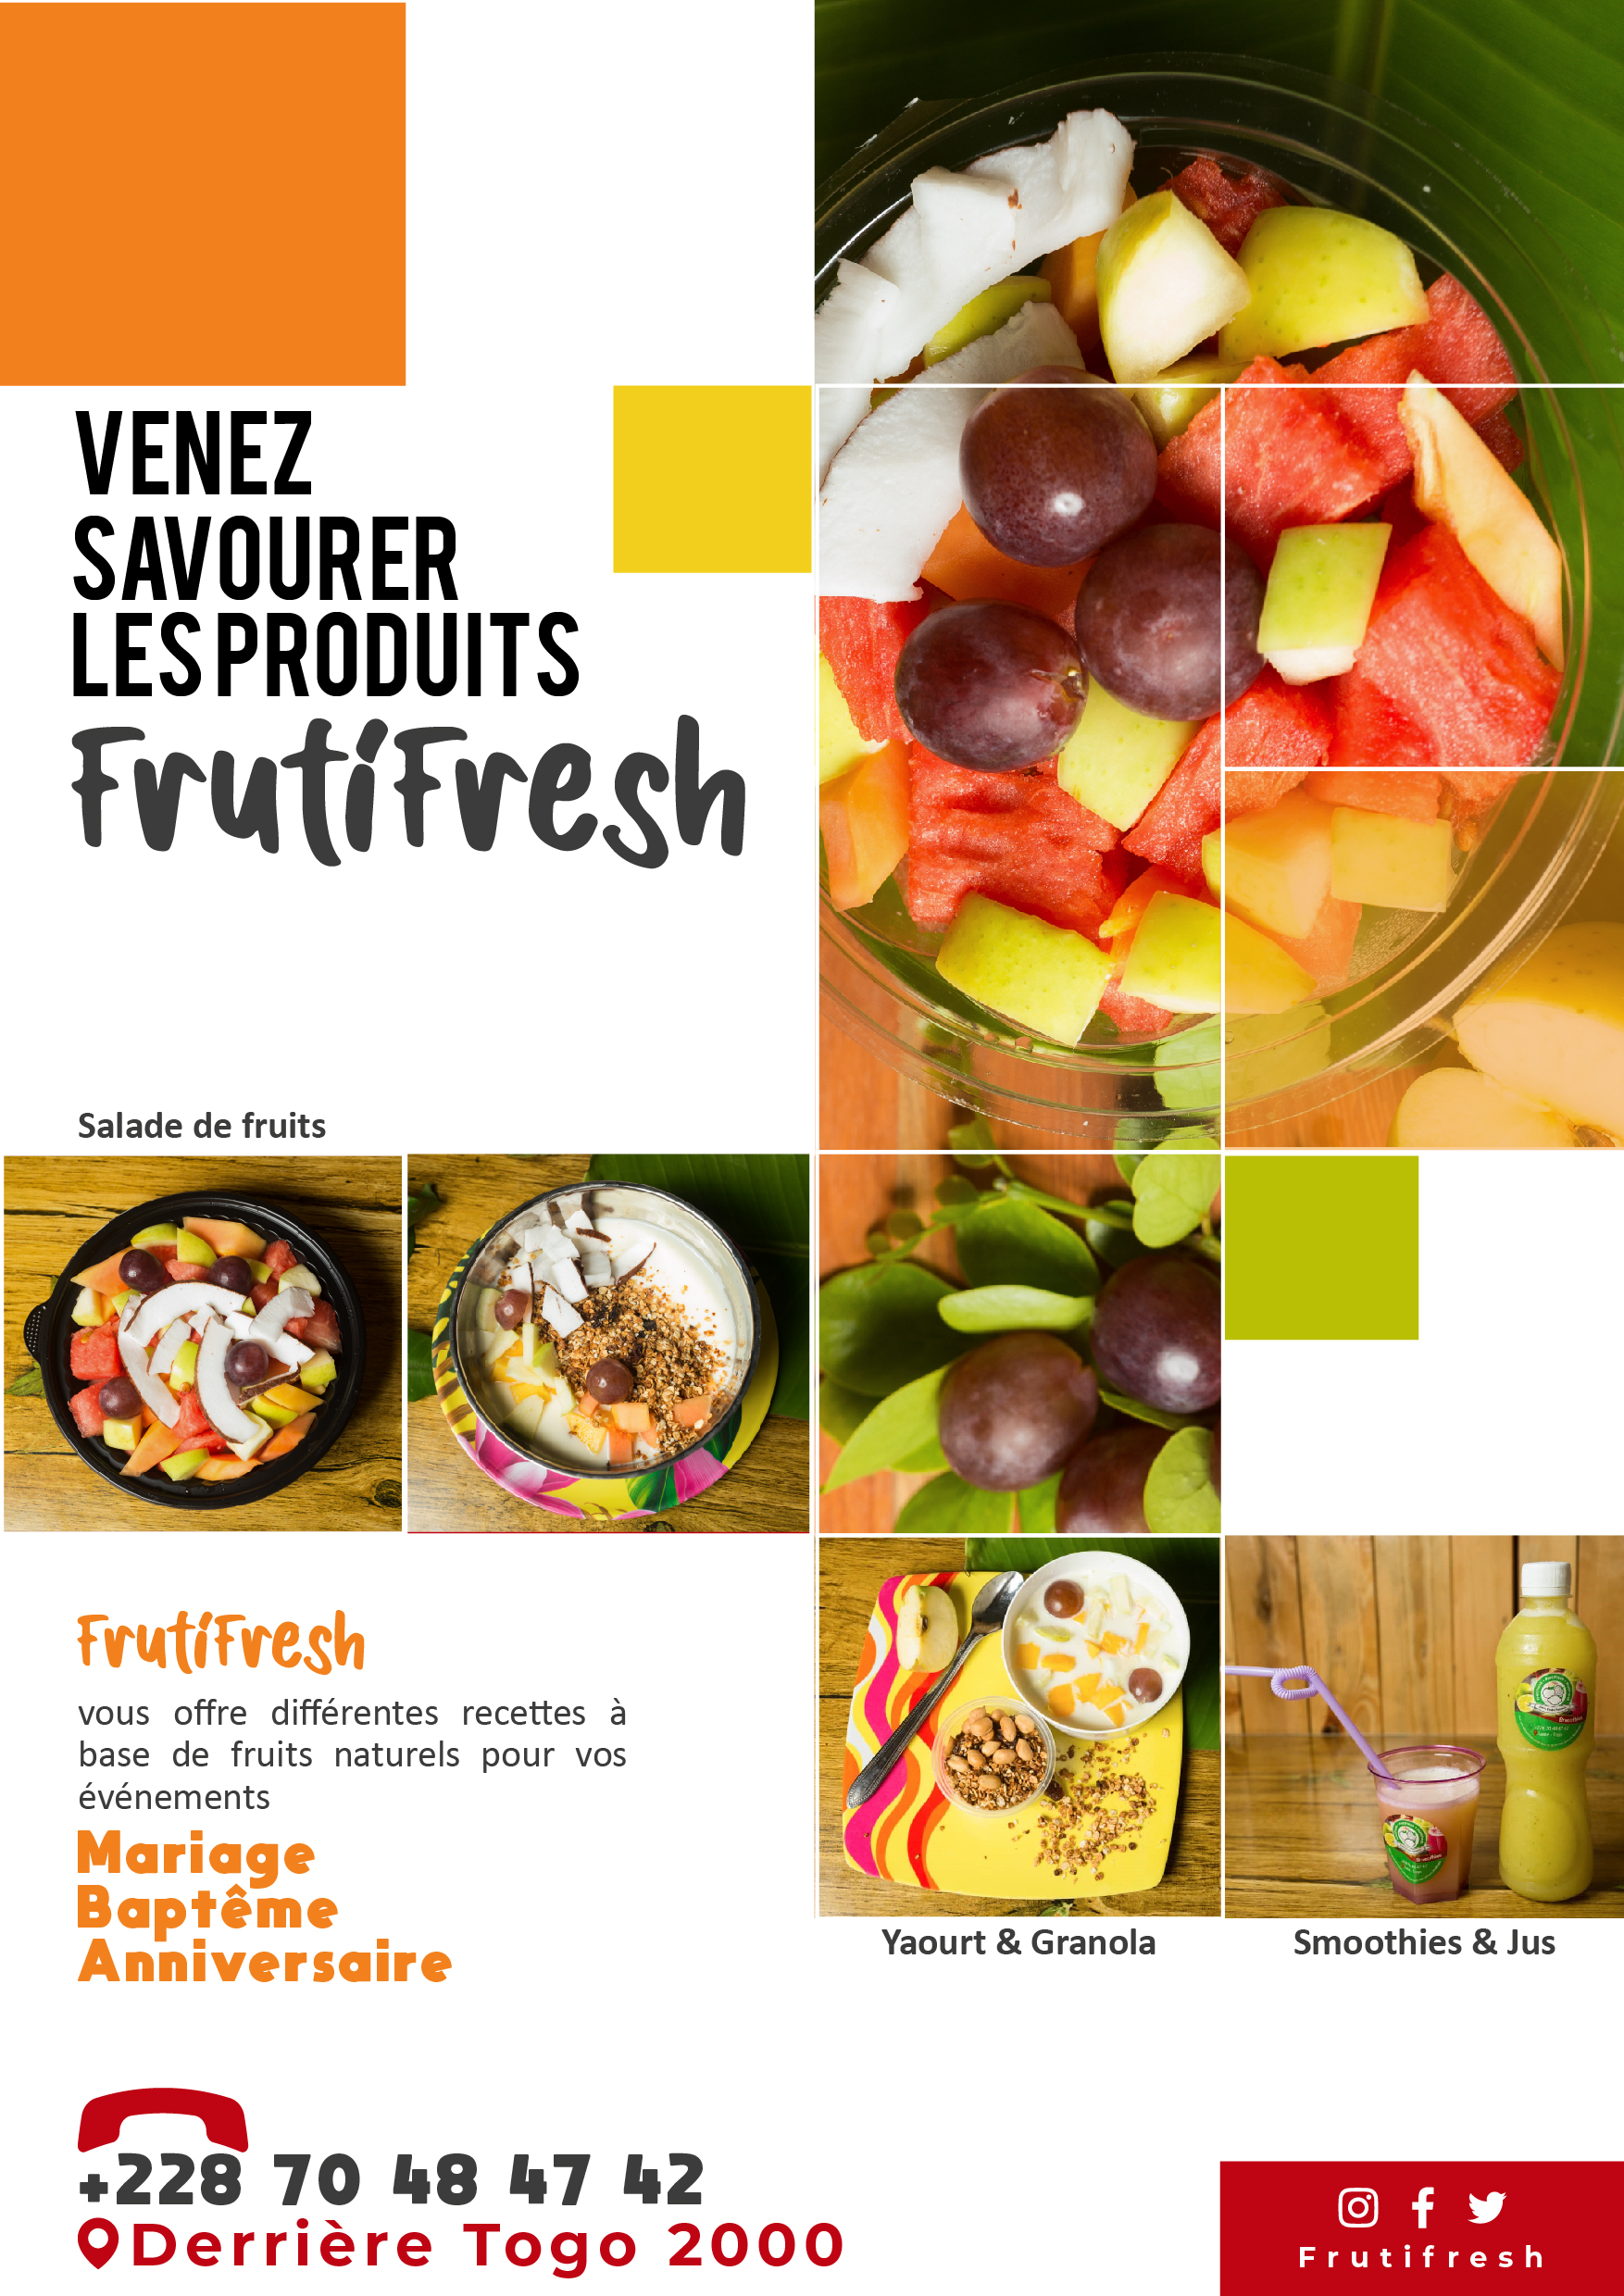 VENEZ
SAVOURER
LES PRODUITS
FrutiFresh
Salade de fruits
FrutiFresh
vous offre différentes recettes à
base de fruits naturels pour vos
événements
Mariage
Baptême
Anniversaire
Yaourt & Granola
Smoothies & Jus
+228 70 48 47 42
Derrière Togo 2000
Frutifresh